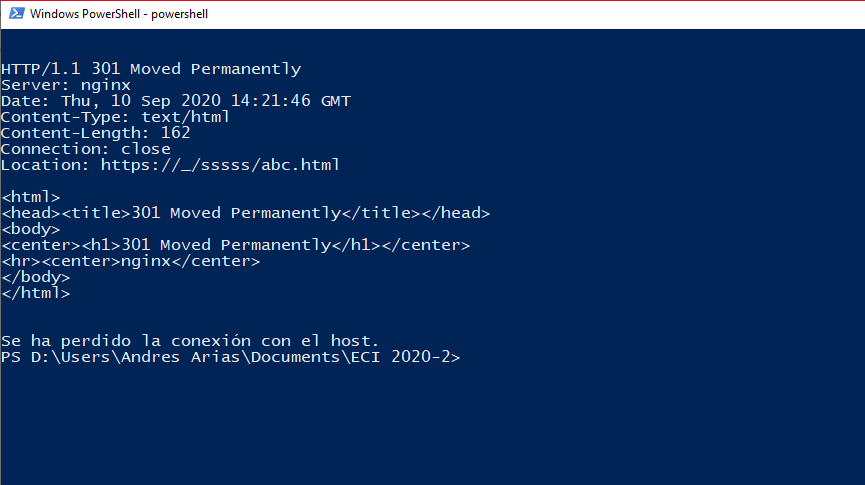 Windows PowerShell - powershell
HTTP/1.1 301 Moved Permanently
Server: nginx
Date: Thu, 10 Sep 2020 14:21:46 GMT
Content-Type: text/html
Content-Length: 162
Connection: close
Location: https://_/sssss/abc.html
<html>
<head><title>301 Moved Permanently</title></head>
<body>
<center><h1>301 Moved Permanently</h1></center>
<hr><center>nginx</center>
</body>
</html>
Se ha perdido la conexión con el host.
PS D:\Users\Andres Arias\Documents\ECI 2020-2>